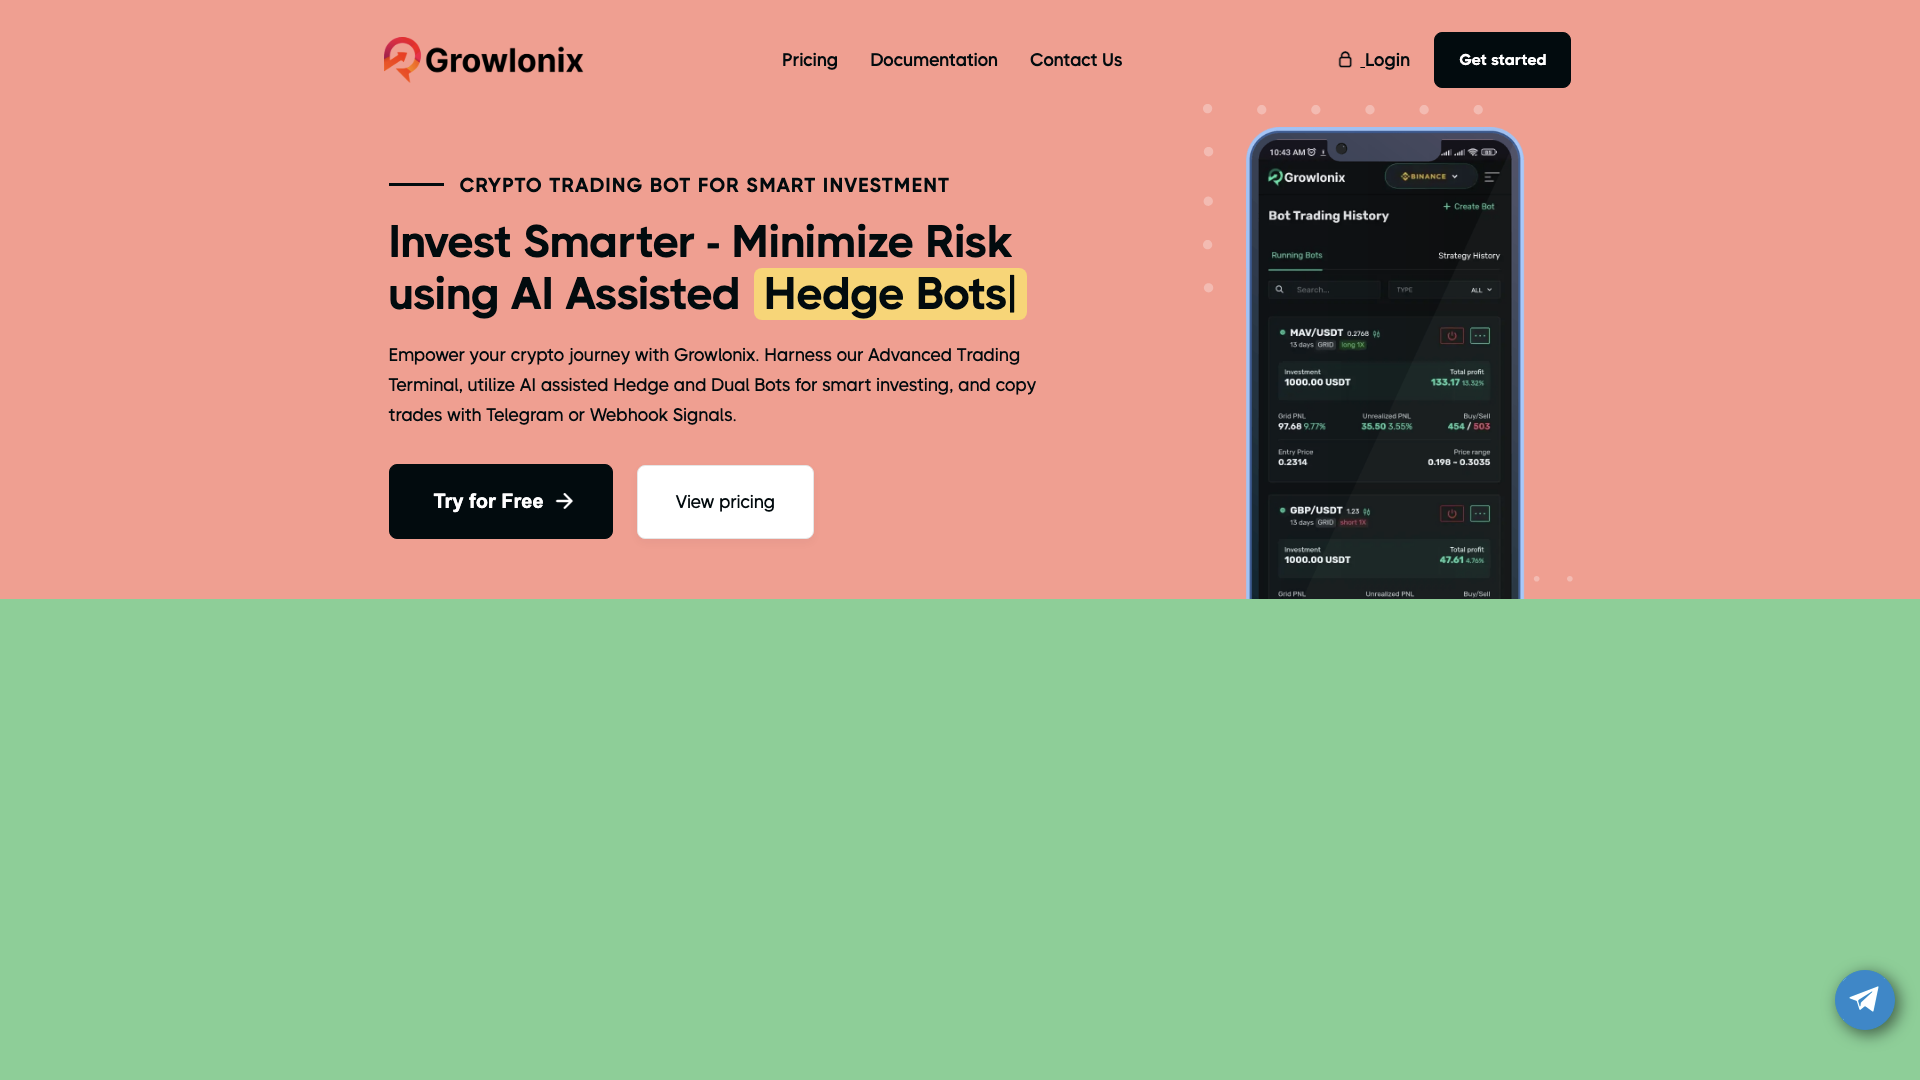 Growlonix
Pricing
Documentation
Contact Us
_Login
Get started
CRYPTO TRADING BOT FOR SMART INVESTMENT
Invest Smarter - Minimize Risk
using AI Assisted Hedge Bots|
Empower your crypto journey with Growlonix. Harness our Advanced Trading
Terminal, utilize AI assisted Hedge and Dual Bots for smart investing, and copy
trades with Telegram or Webhook Signals.
Try for Free
View pricing
10:43 AM
Growlonix
BINANCE
+ Create Bot
Bot Trading History
Running Bots
Strategy History
Search...
TYPE
ALL
MAV/USDT 0.2768
13 days GRID long 1X
Investment
Total profit
1000.00 USDT
133.17 13.32%
Grid PNL
Unrealized PNL
Buy/Sell
97.68 9.77%
35.50 3.55%
454 / 503
Entry Price
Price range
0.2314
0.198 - 0.3035
GBP/USDT 1.23
13 days GRID short 1X
Investment
Total profit
1000.00 USDT
47.61 4.76%
Grid PNL
Unrealized PNL
Buy/Sell